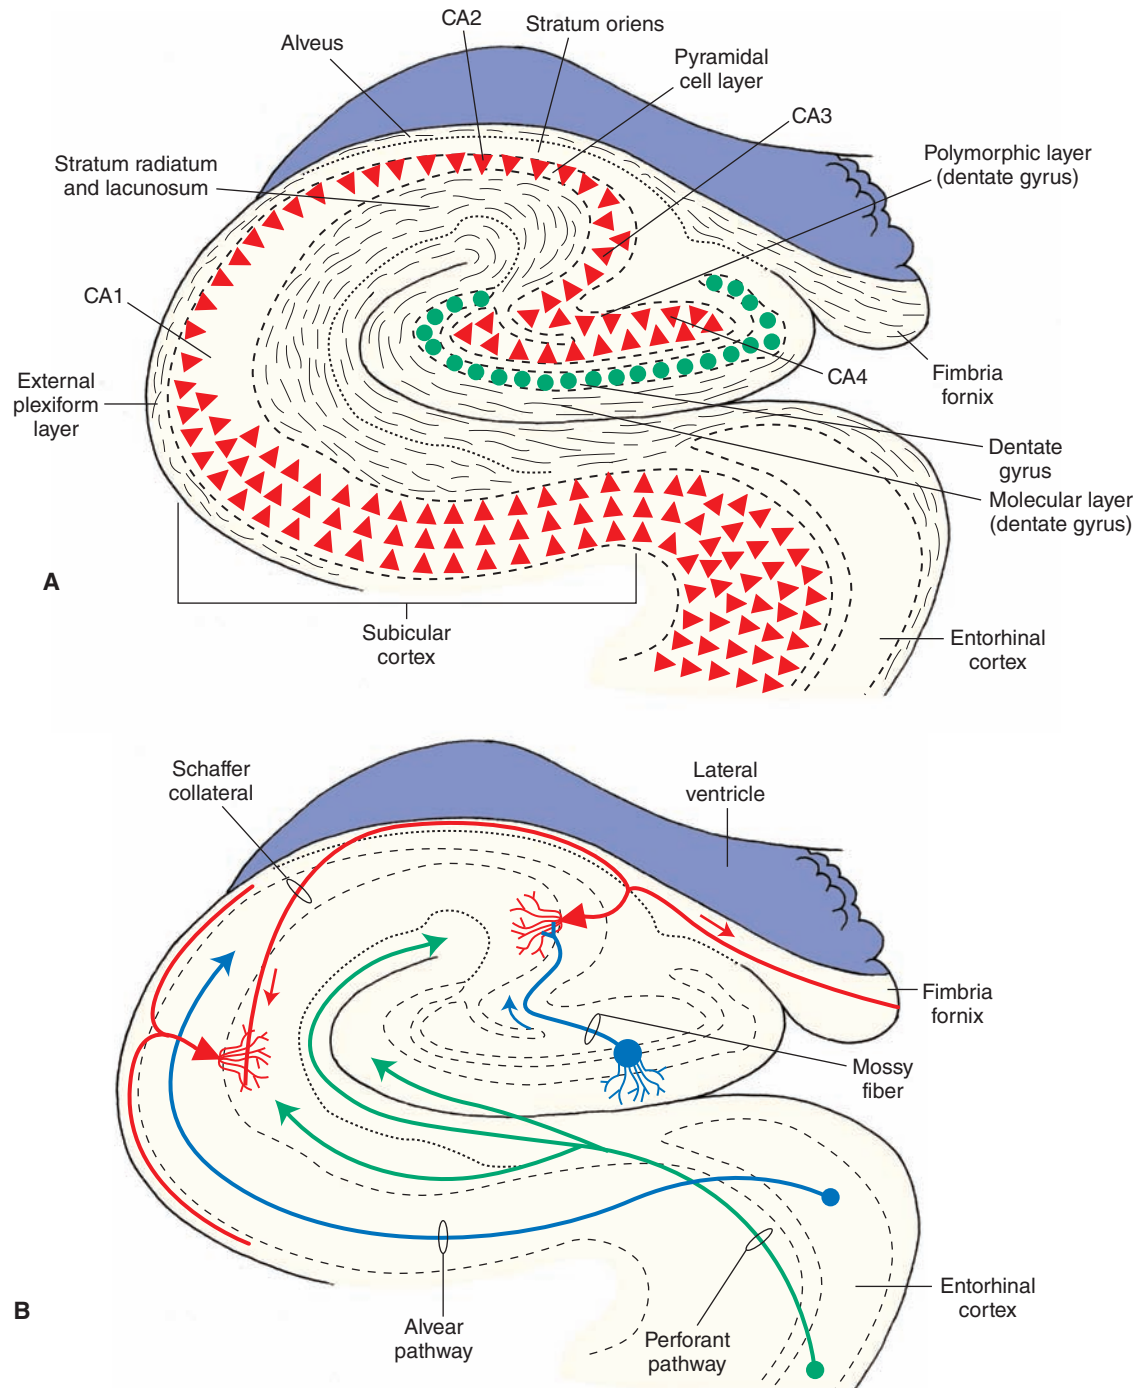 CA2
Stratum oriens
Alveus
Pyramidal
cell layer
CA3
Stratum radiatum
and lacunosum
Polymorphic layer
(dentate gyrus)
CA1
External
plexiform
layer
CA4
Fimbria
fornix
Dentate
gyrus
Molecular layer
(dentate gyrus)
A
Subicular
cortex
Entorhinal
cortex
Schaffer
collateral
Lateral
ventricle
Fimbria
fornix
Mossy
fiber
Entorhinal
cortex
B
Alvear
pathway
Perforant
pathway